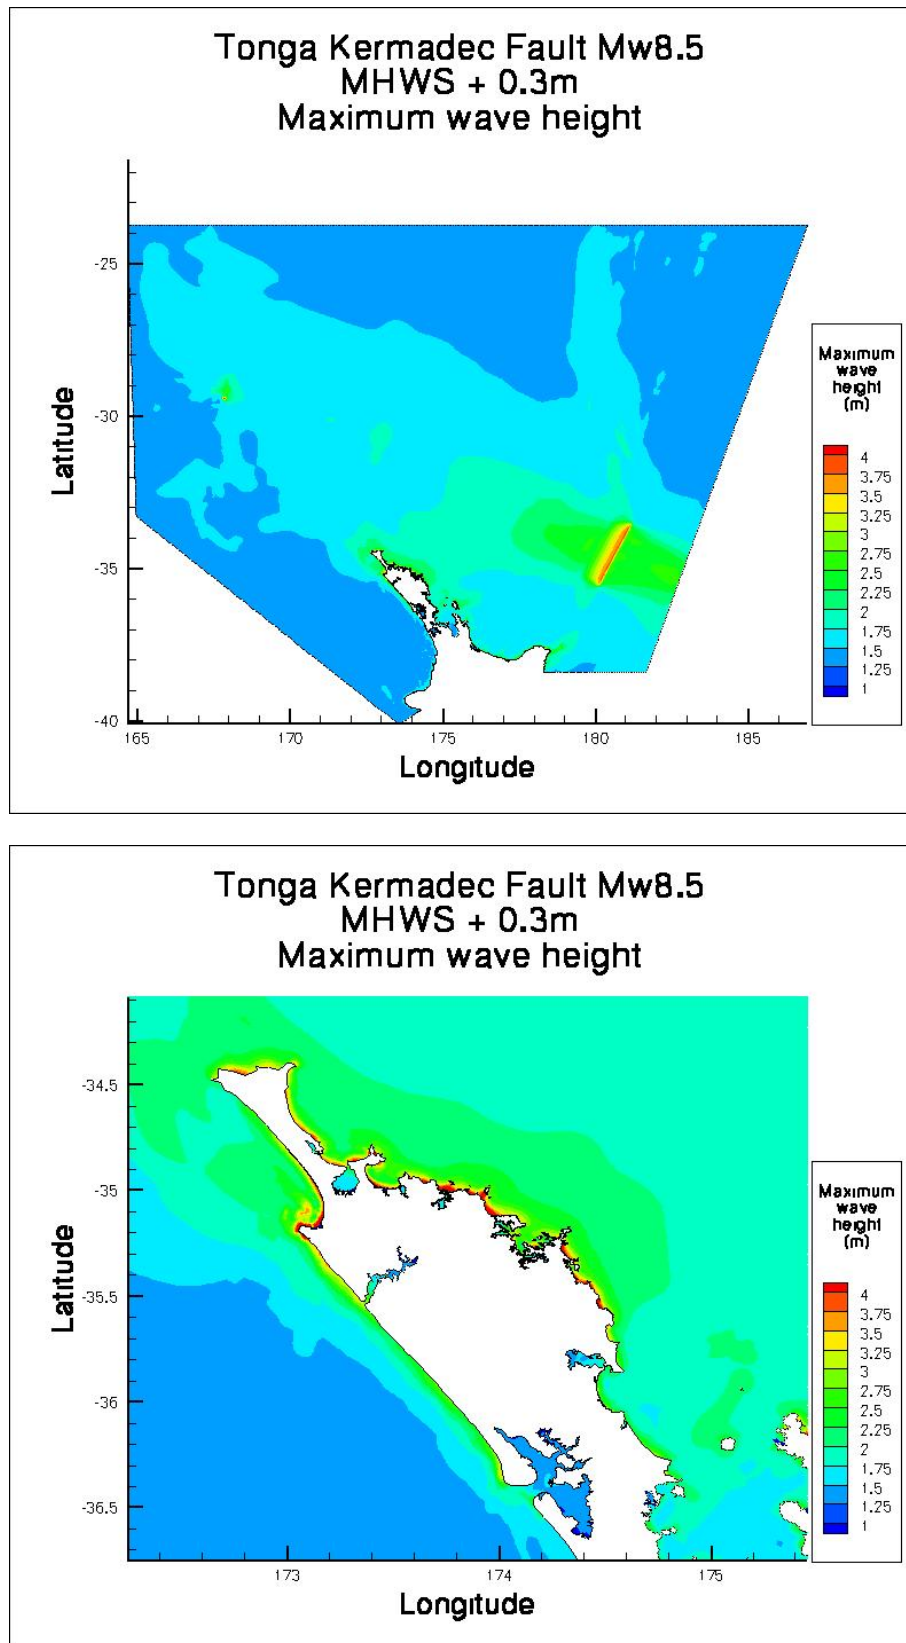 Tonga Kermadec Fault Mw8.5
MHWS + 0.3m
Maximum wave height
Latitude
-25
-30
-35
-40
165
170
175
180
185
Longitude
Maximum
wave
height
(m)
4
3.75
3.5
3.25
3
2.75
2.5
2.25
2
1.75
1.5
1.25
1
Tonga Kermadec Fault Mw8.5
MHWS + 0.3m
Maximum wave height
Latitude
-34.5
-35
-35.5
-36
-36.5
173
174
175
Longitude
Maximum
wave
height
(m)
4
3.75
3.5
3.25
3
2.75
2.5
2.25
2
1.75
1.5
1.25
1